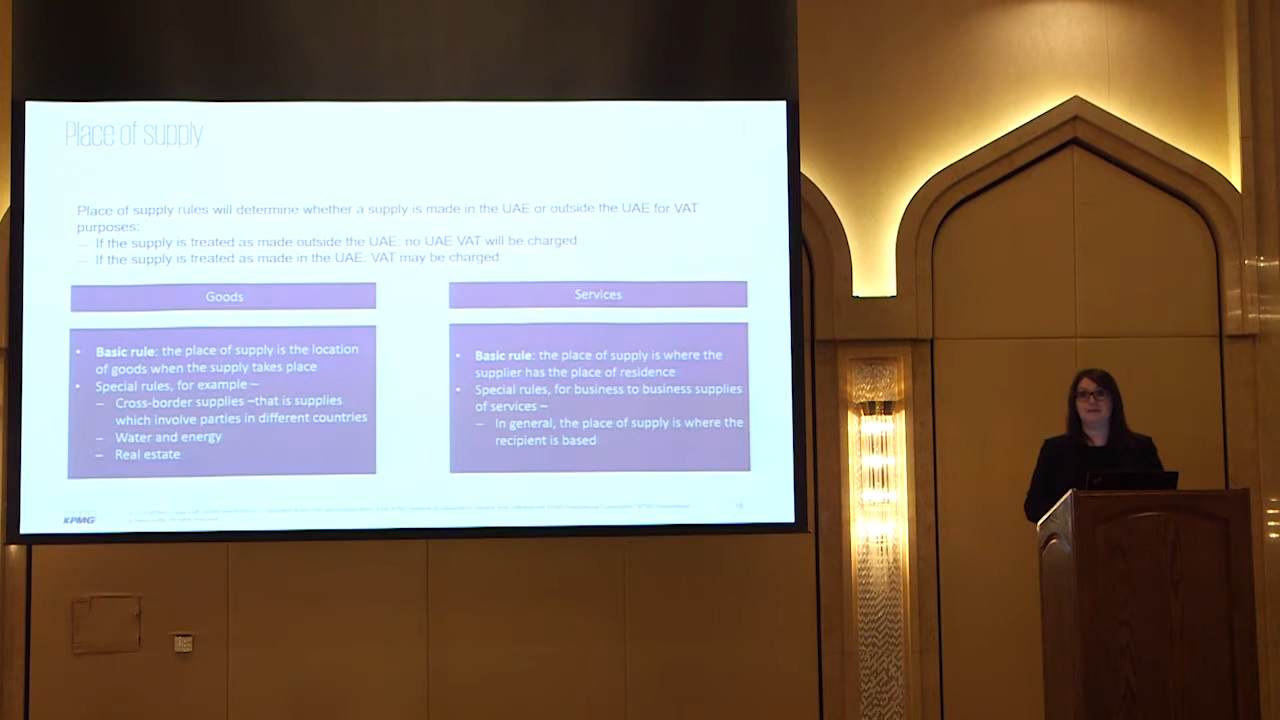 Place of supply
Place of supply rules will determine whether a supply is made in the UAE or outside the UAE for VAT
purposes:
— If the supply is treated as made outside the UAE: no UAE VAT will be charged
— If the supply is treated as made in the UAE: VAT may be charged
Goods
• Basic rule: the place of supply is the location
of goods when the supply takes place
• Special rules, for example –
– Cross-border supplies –that is supplies
which involve parties in different countries
– Water and energy
– Real estate
Services
• Basic rule: the place of supply is where the
supplier has the place of residence
• Special rules, for business to business supplies
of services –
– In general, the place of supply is where the
recipient is based
KPMG